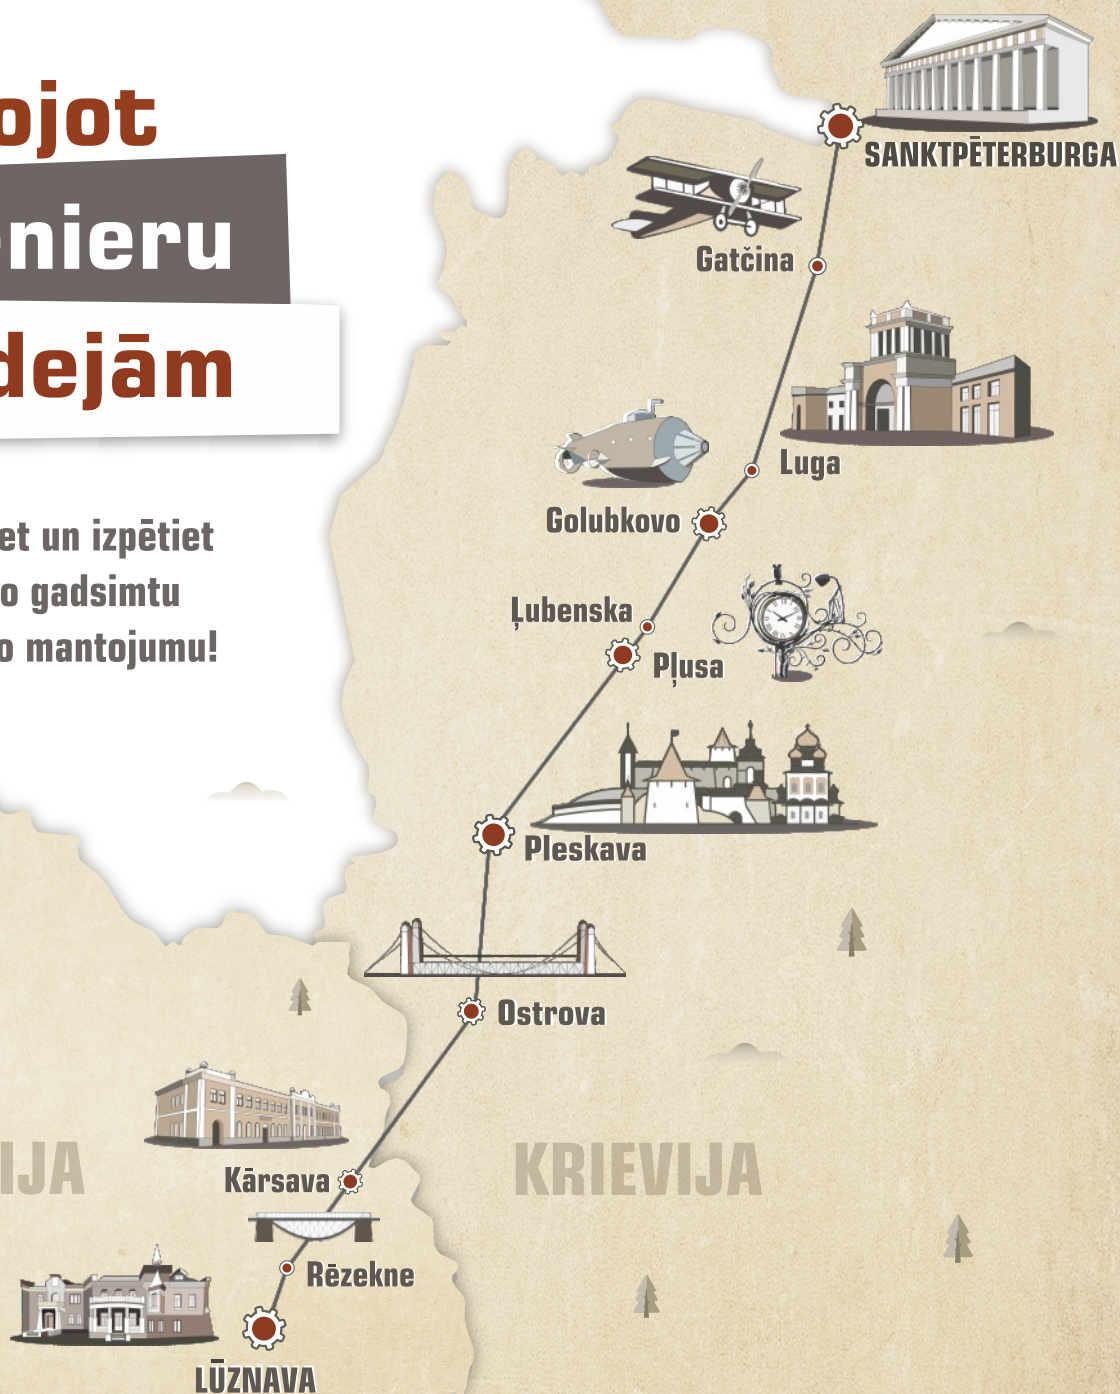 ojot
nieru
dejām
et un izpētiet
o gadsimtu
o mantojumu!
SANKTPĒTERBURGA
Gatčina
Luga
Golubkovo
Ļubenska
Pļusa
Pleskava
Ostrova
IJA
KRIEVIJA
Kārsava
Rēzekne
LŪZNAVA